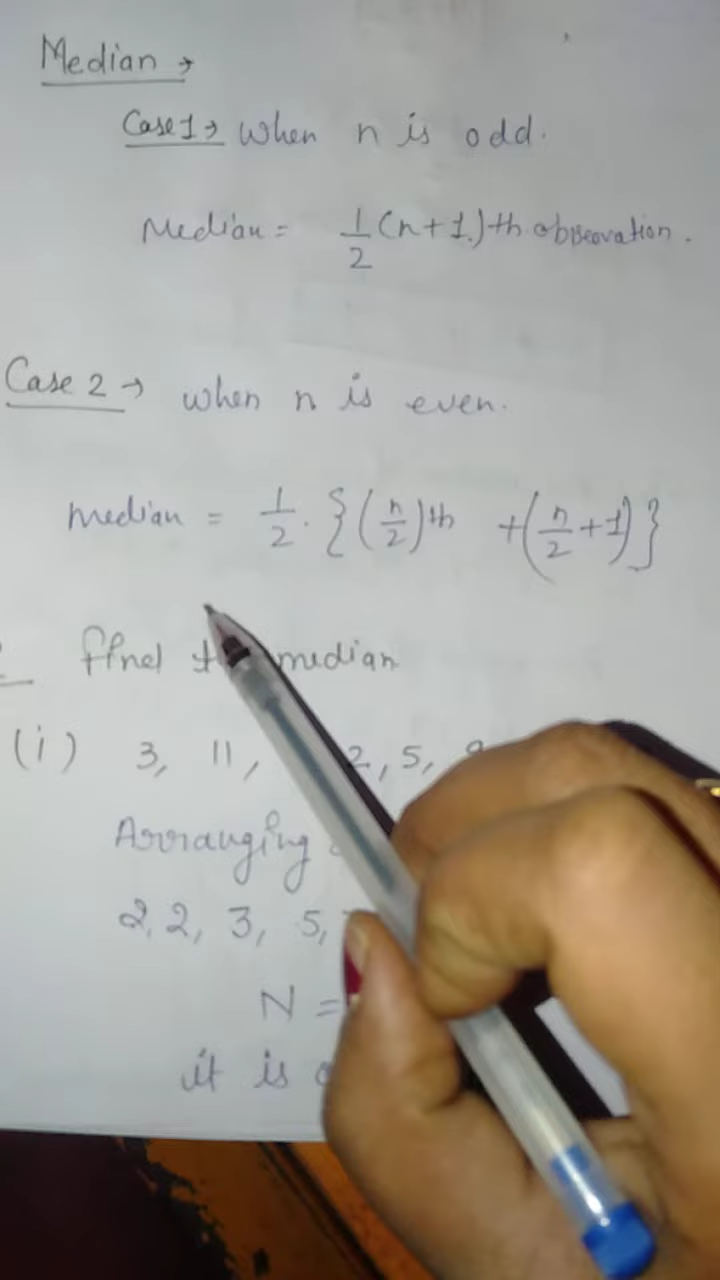 Median →
Case 1 → When n is odd.
Median = 1/2 (n+1)th observation.
Case 2 → when n is even.
median = 1/2 . {(n/2)th + (n/2 + 1)}
find median
(i) 3, 11, 2, 5,
Arranging
2, 2, 3, 5,
N =
it is